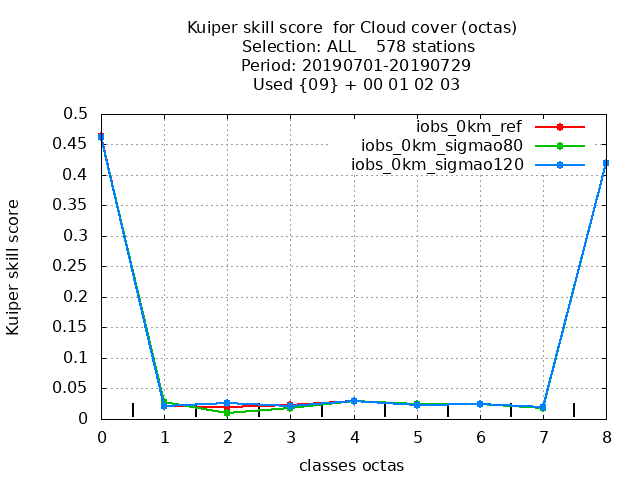 Kuiper skill score  for Cloud cover (octas)
Selection: ALL    578 stations
Period: 20190701-20190729
Used {09} + 00 01 02 03
iobs_0km_ref
iobs_0km_sigmao80
iobs_0km_sigmao120
0.5
0.45
0.4
0.35
0.3
0.25
0.2
0.15
0.1
0.05
0
Kuiper skill score
0 1 2 3 4 5 6 7 8
classes octas